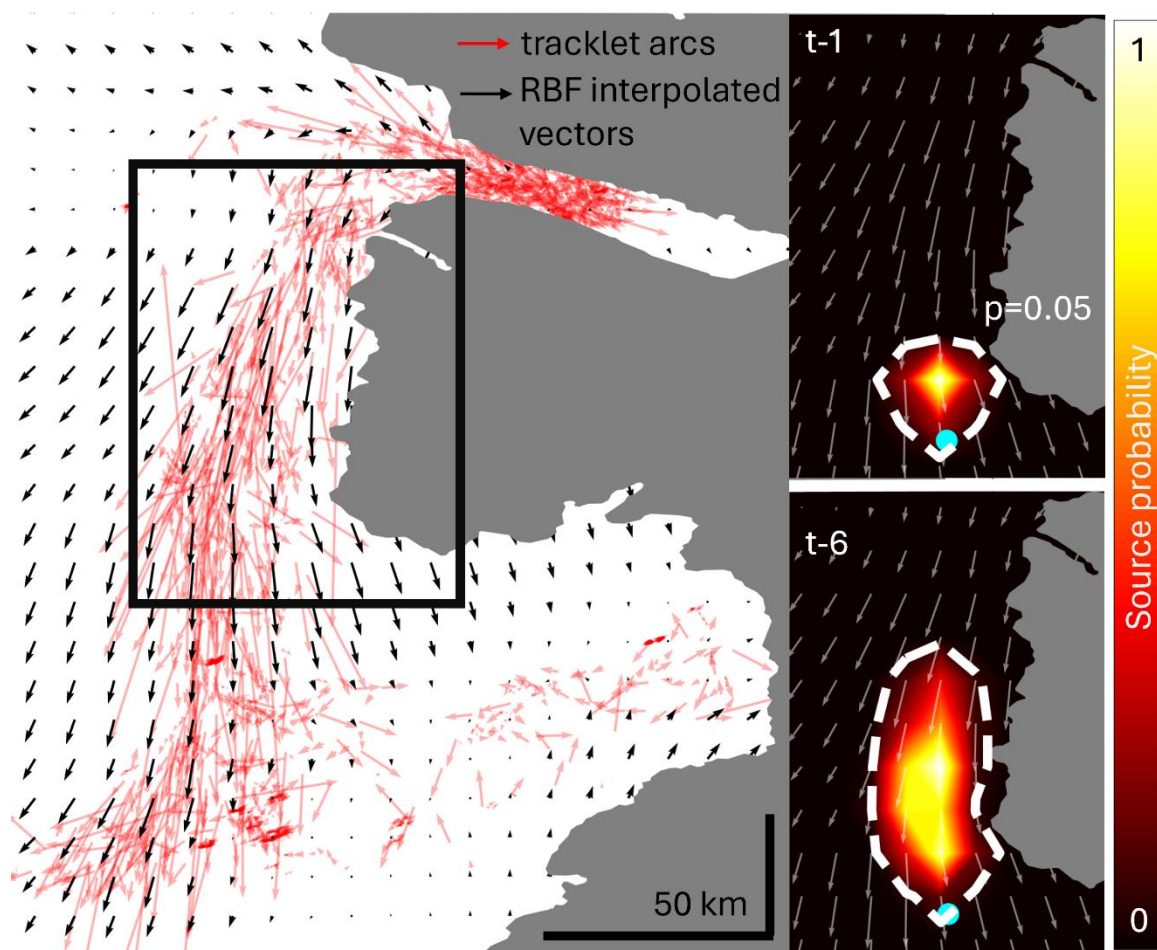 tracklet arcs
RBF interpolated
vectors
50 km
t-1
p=0.05
t-6
1
Source probability
0